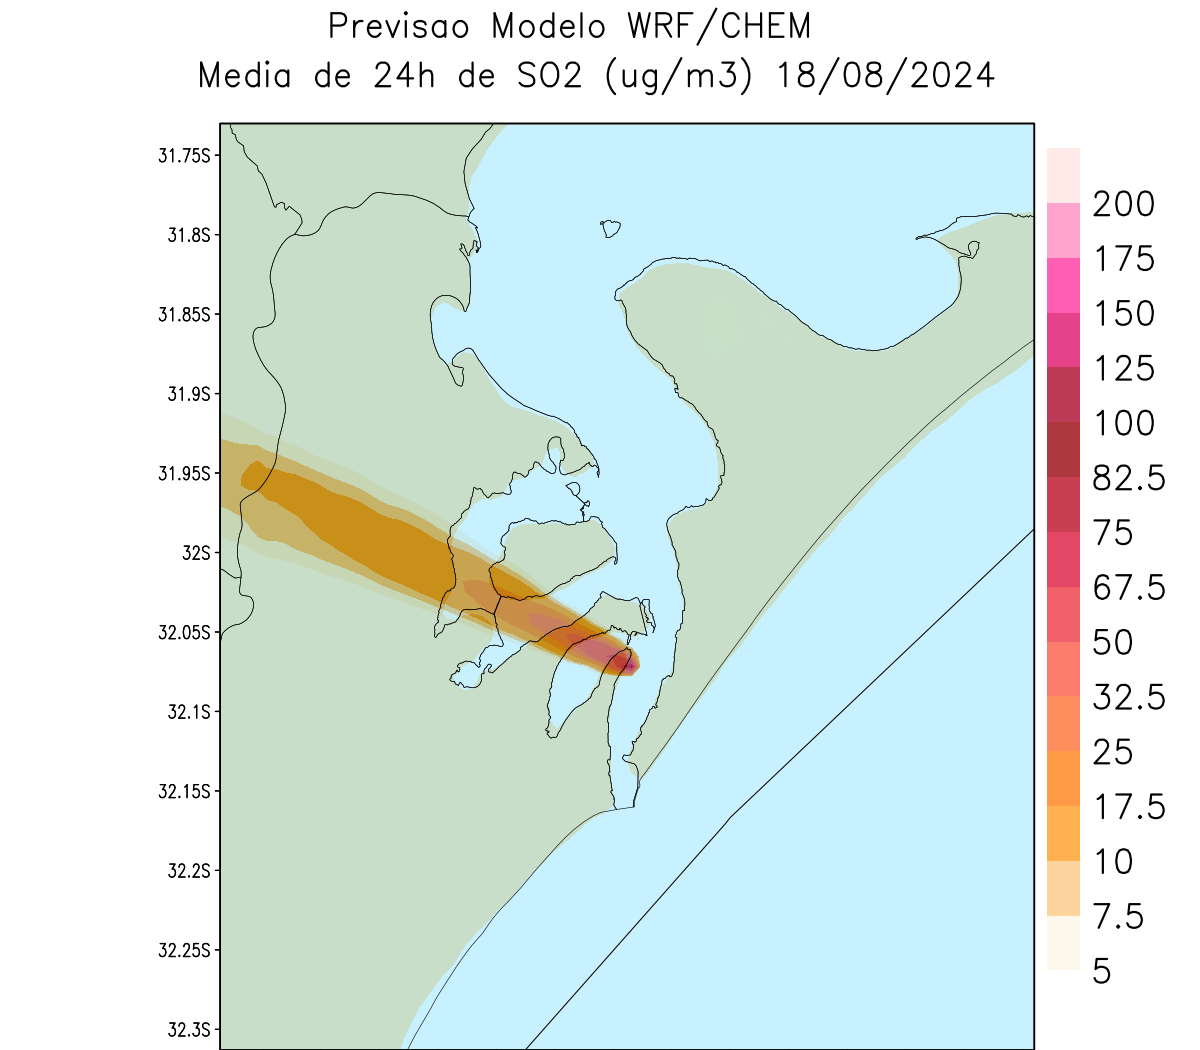 Previsao Modelo WRF/CHEM
Media de 24h de SO2 (ug/m3) 18/08/2024
31.75S
31.8S
31.85S
31.9S
31.95S
32S
32.05S
32.1S
32.15S
32.2S
32.25S
32.3S
200
175
150
125
100
82.5
75
67.5
50
32.5
25
17.5
10
7.5
5